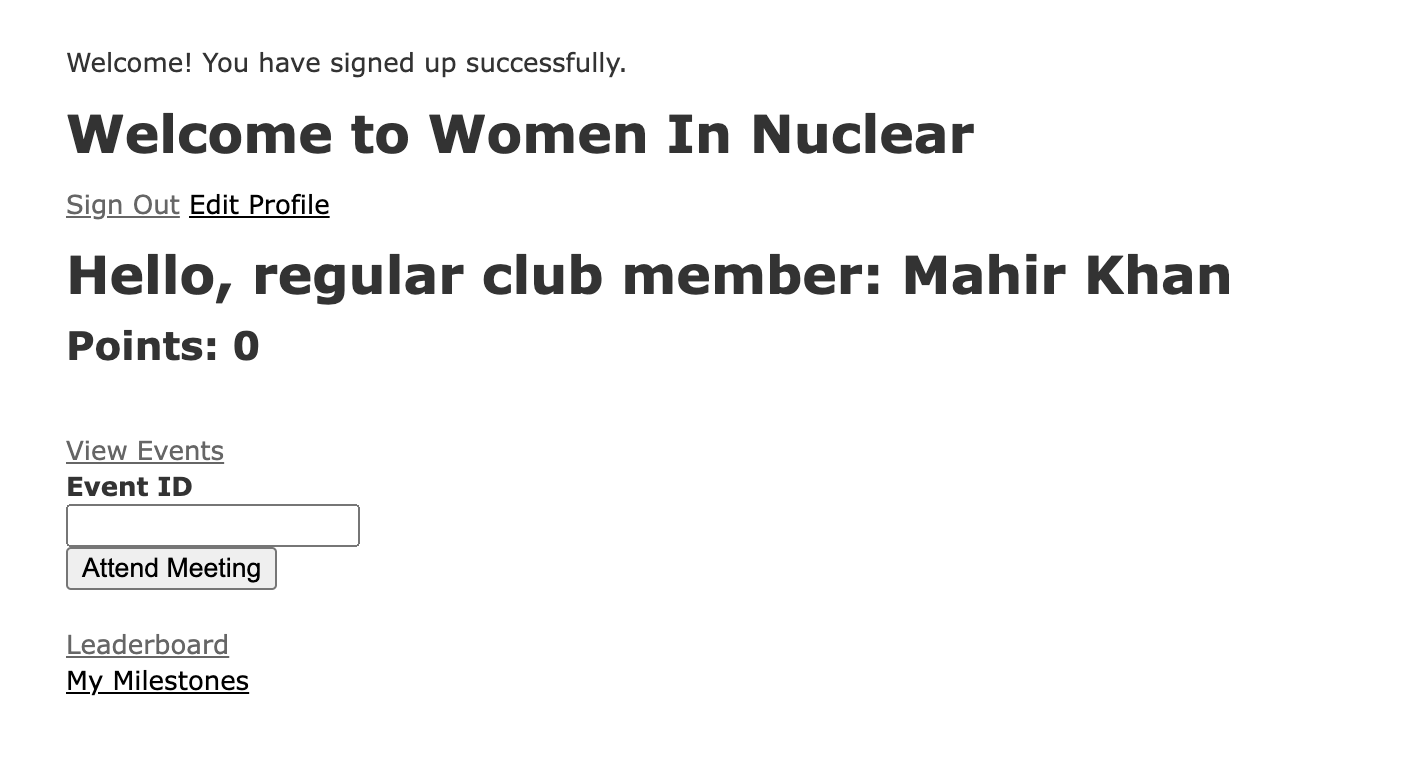 Welcome! You have signed up successfully.
Welcome to Women In Nuclear
Sign Out Edit Profile
Hello, regular club member: Mahir Khan
Points: 0
View Events
Event ID
Attend Meeting
Leaderboard
My Milestones